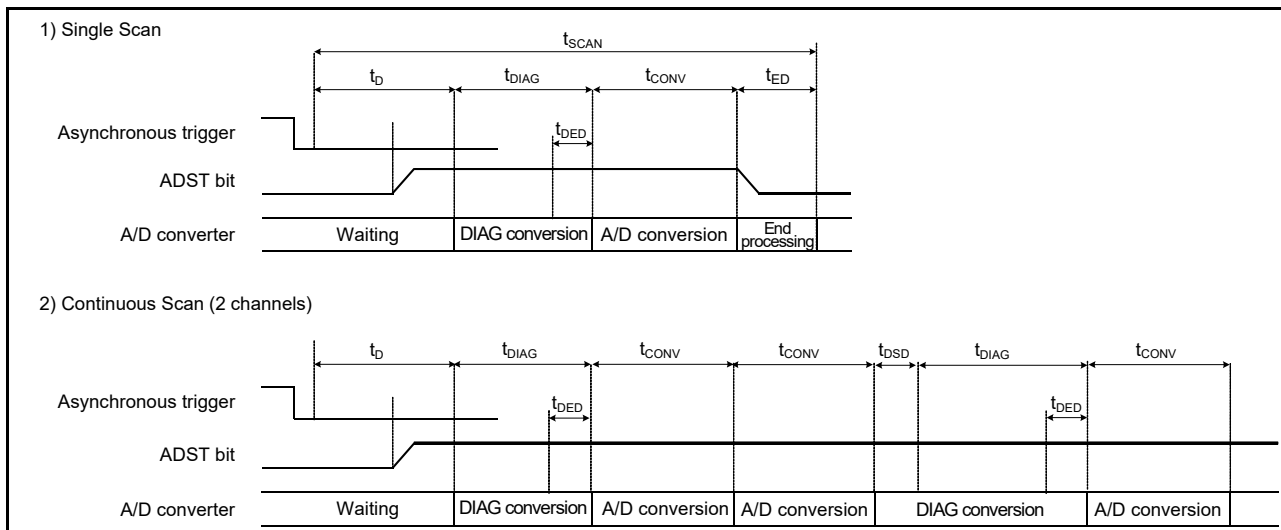 1) Single Scan
tSCAN
tD tDIAG tCONV tED
Asynchronous trigger
tDED
ADST bit
A/D converter Waiting DIAG conversion A/D conversion End processing
2) Continuous Scan (2 channels)
tD tDIAG tCONV tCONV tDSD tDIAG tCONV
Asynchronous trigger
tDED tDED
ADST bit
A/D converter Waiting DIAG conversion A/D conversion A/D conversion DIAG conversion A/D conversion